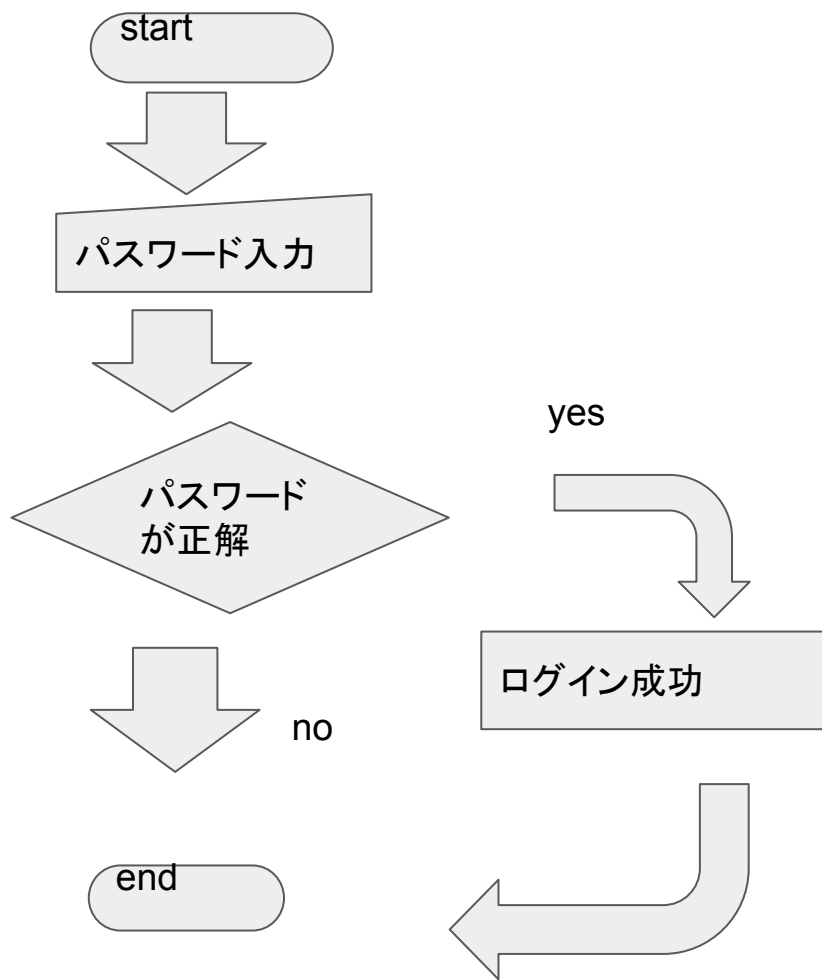 start
パスワード入力
yes
パスワード
が正解
ログイン成功
no
end